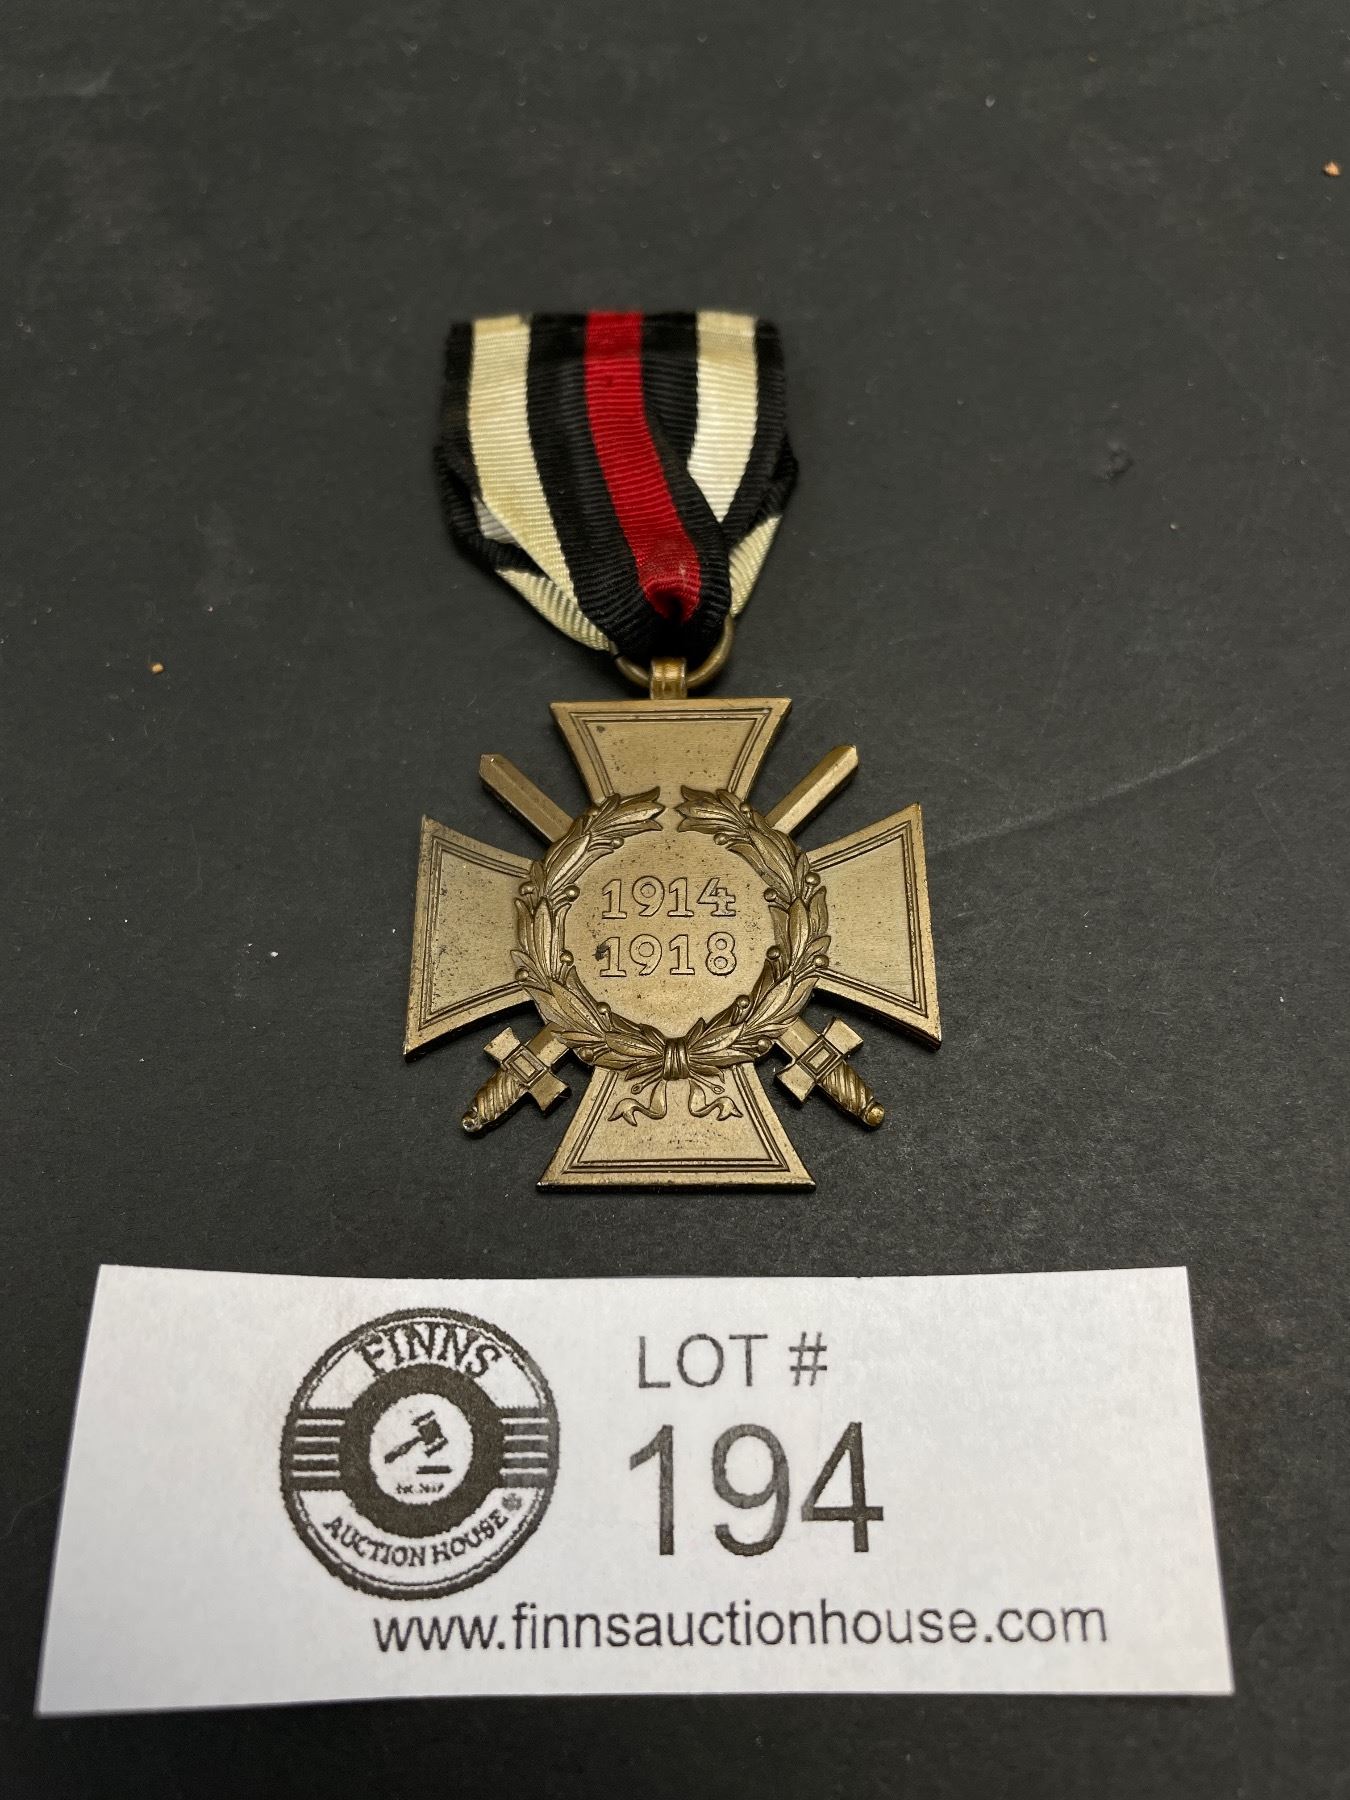 1914
1918
FINNS
AUCTION HOUSE
LOT #
194
www.finnsauctionhouse.com